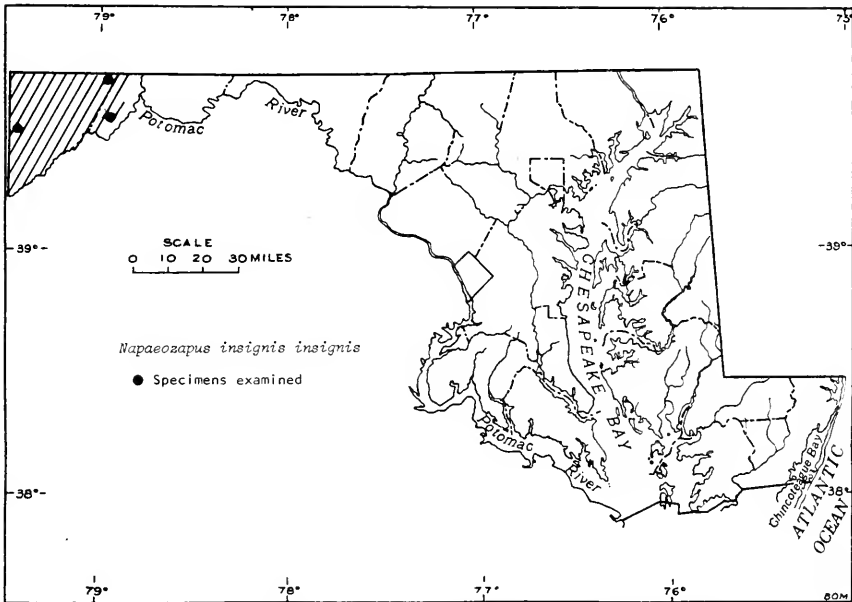 79° 78° 77° 76° 75°
Potomac River
39° 39°
SCALE
0 10 20 30 MILES
CHESAPEAKE BAY
Napaeozapus insignis insignis
● Specimens examined
Potomac River
Chincoteague Bay
ATLANTIC OCEAN
38° 38°
79° 78° 77° 76°
BOM